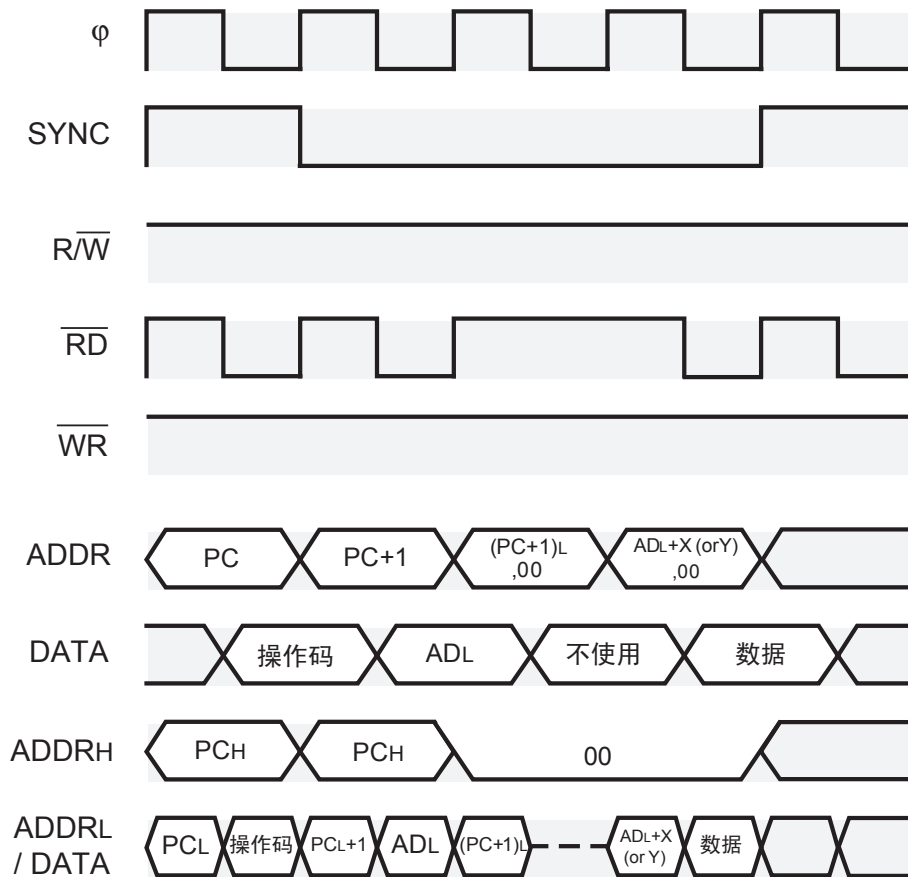 φ
SYNC
R/W̅
R̅D̅
W̅R̅
ADDR PC PC+1 (PC+1)L ADL+X (orY)
,00 ,00
DATA 操作码 ADL 不使用 数据
ADDRH PCH PCH 00
ADDRL PCL 操作码 PCL+1 ADL (PC+1)L ADL+X 数据
/ DATA (or Y)